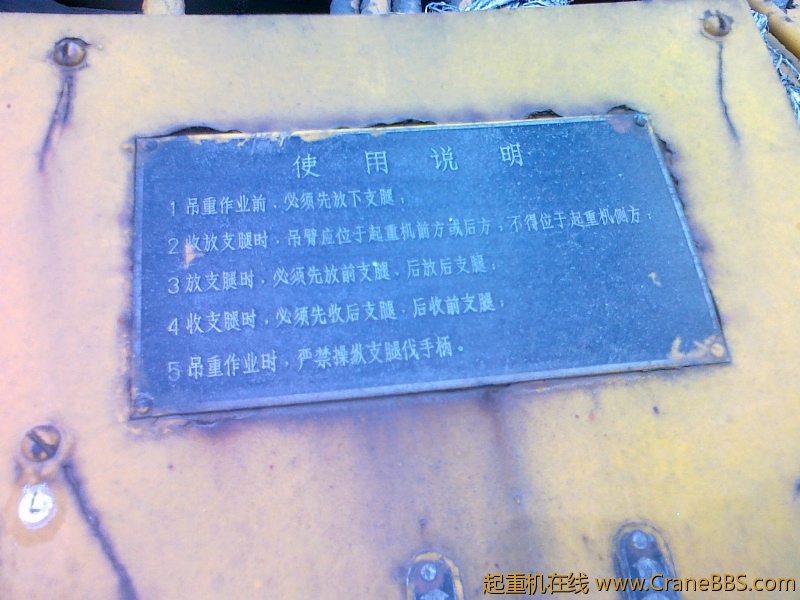 使用说明
1 吊重作业前，必须先放下支腿；
2 收放支腿时，吊臂应位于起重机前方或后方；不得位于起重机侧方；
3 放支腿时，必须先放前支腿、后放后支腿；
4 收支腿时，必须先收后支腿．后收前支腿；
5 吊重作业时．严禁操纵支腿伐手柄。
L
起重机在线 www.CraneBBS.com